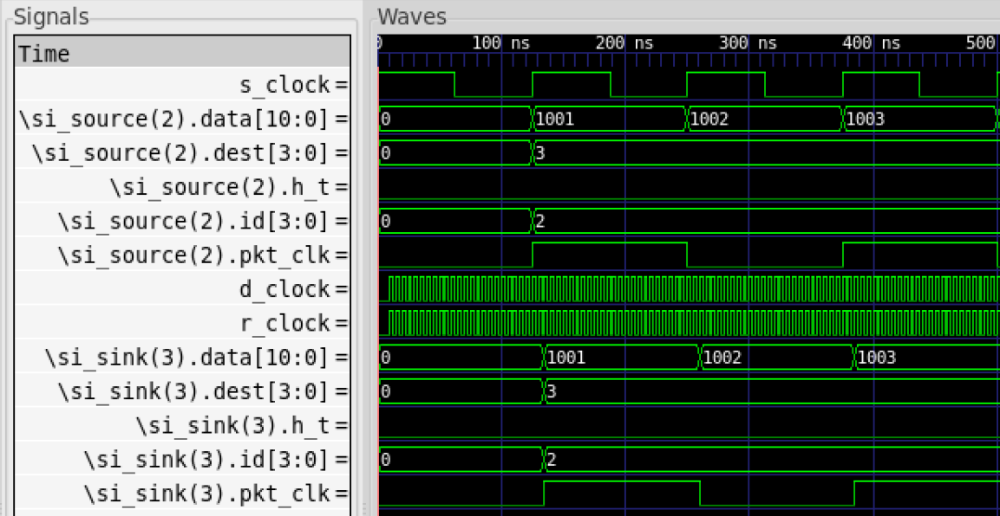 Signals Waves
Time 0 100 ns 200 ns 300 ns 400 ns 500
s_clock=
\si_source(2).data[10:0]= 0 1001 1002 1003
\si_source(2).dest[3:0]= 0 3
\si_source(2).h_t=
\si_source(2).id[3:0]= 0 2
\si_source(2).pkt_clk=
d_clock=
r_clock=
\si_sink(3).data[10:0]= 0 1001 1002 1003
\si_sink(3).dest[3:0]= 0 3
\si_sink(3).h_t=
\si_sink(3).id[3:0]= 0 2
\si_sink(3).pkt_clk=